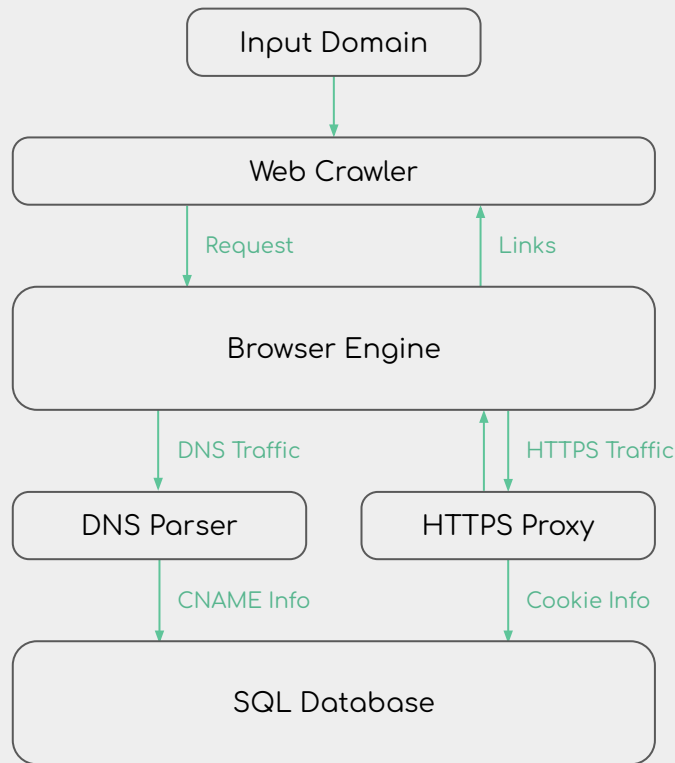 Input Domain
Web Crawler
Request
Links
Browser Engine
DNS Traffic
HTTPS Traffic
DNS Parser
HTTPS Proxy
CNAME Info
Cookie Info
SQL Database